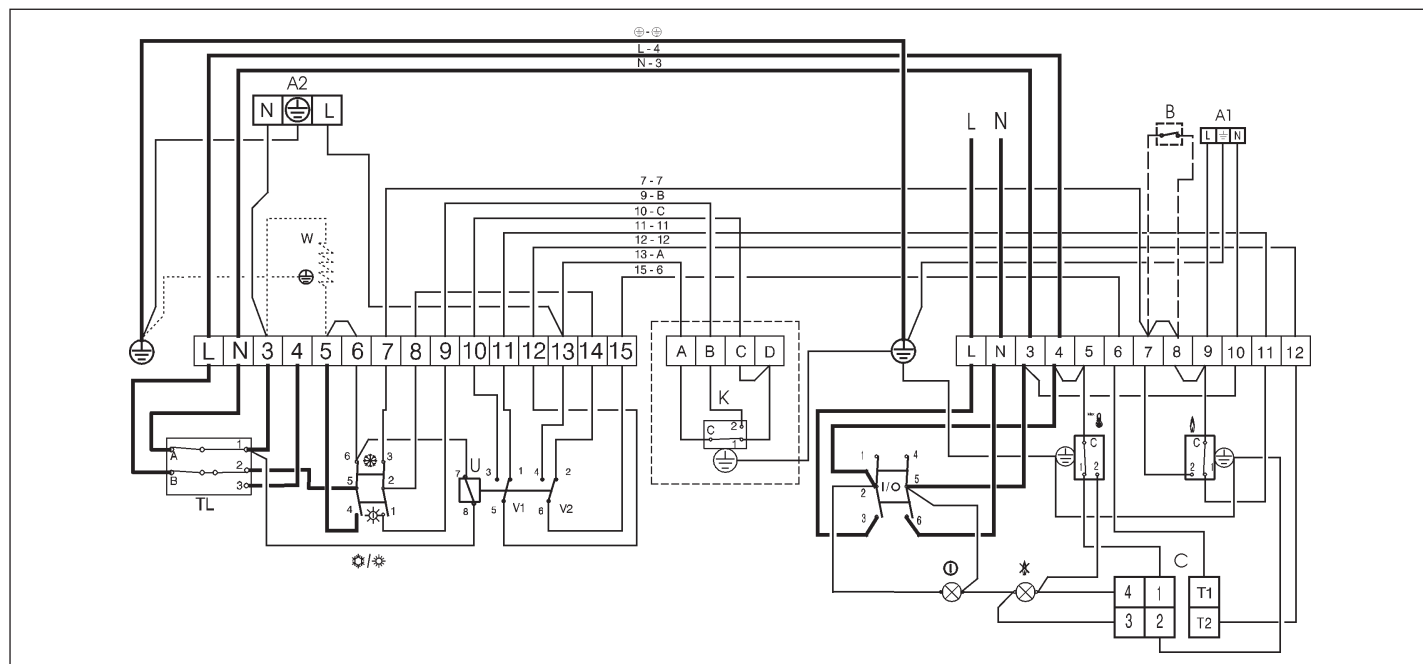 L - 4
N - 3
A2
N L
L N
B
A1
L N
7 - 7
9 - B
10 - C
11 - 11
12 - 12
13 - A
15 - 6
W
L N 3 4 5 6 7 8 9 10 11 12 13 14 15
A B C D
L N 3 4 5 6 7 8 9 10 11 12
K
C 2
1
A 1
B 2
3
TL
6 3
5 2
4 1
7 U
8
3 1 4 2
5 V1 6 V2
1 4
2 I/O 5
3 6
C
1 2
C
2 1
C
4 1 T1
3 2 T2